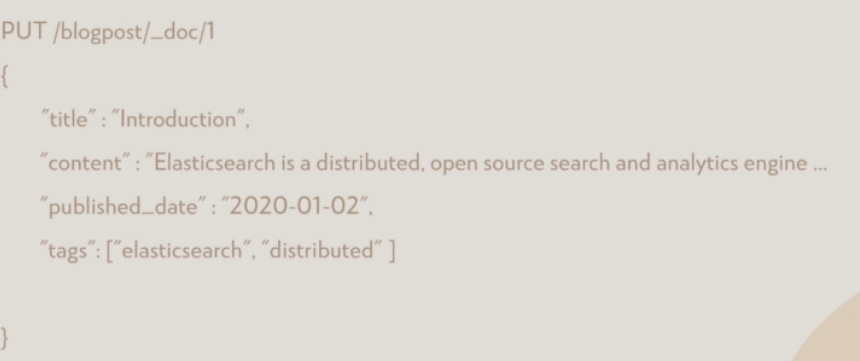 PUT /blogpost/_doc/1
{
"title" : "Introduction",
"content" : "Elasticsearch is a distributed, open source search and analytics engine ...
"published_date" : "2020-01-02",
"tags": ["elasticsearch", "distributed" ]
}